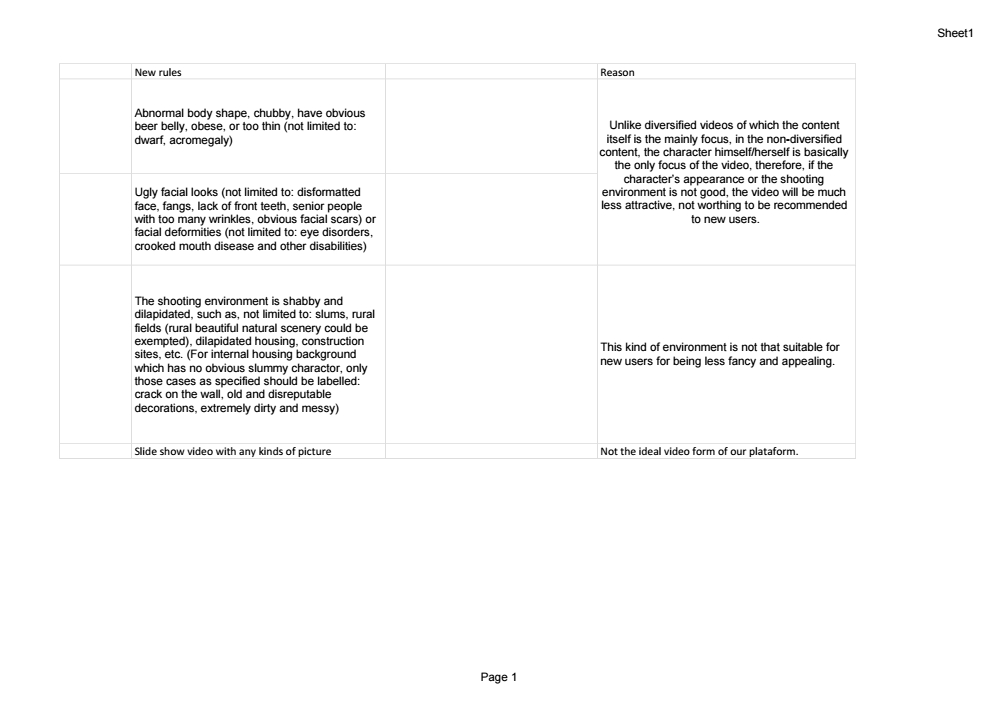 Sheet1
New rules
Reason
Abnormal body shape, chubby, have obvious
beer belly, obese, or too thin (not limited to:
dwarf, acromegaly)
Unlike diversified videos of which the content
itself is the mainly focus, in the non-diversified
content, the character himself/herself is basically
the only focus of the video, therefore, if the
character's appearance or the shooting
environment is not good, the video will be much
less attractive, not worthing to be recommended
to new users.
Ugly facial looks (not limited to: disformatted
face, fangs, lack of front teeth, senior people
with too many wrinkles, obvious facial scars) or
facial deformities (not limited to: eye disorders,
crooked mouth disease and other disabilities)
The shooting environment is shabby and
dilapidated, such as, not limited to: slums, rural
fields (rural beautiful natural scenery could be
exempted), dilapidated housing, construction
sites, etc. (For internal housing background
which has no obvious slummy charactor, only
those cases as specified should be labelled:
crack on the wall, old and disreputable
decorations, extremely dirty and messy)
This kind of environment is not that suitable for
new users for being less fancy and appealing.
Slide show video with any kinds of picture
Not the ideal video form of our plataform.
Page 1